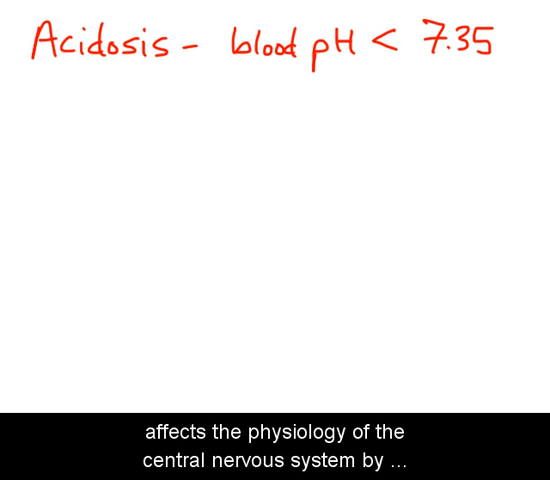 Acidosis - blood pH < 7.35
affects the physiology of the
central nervous system by ...